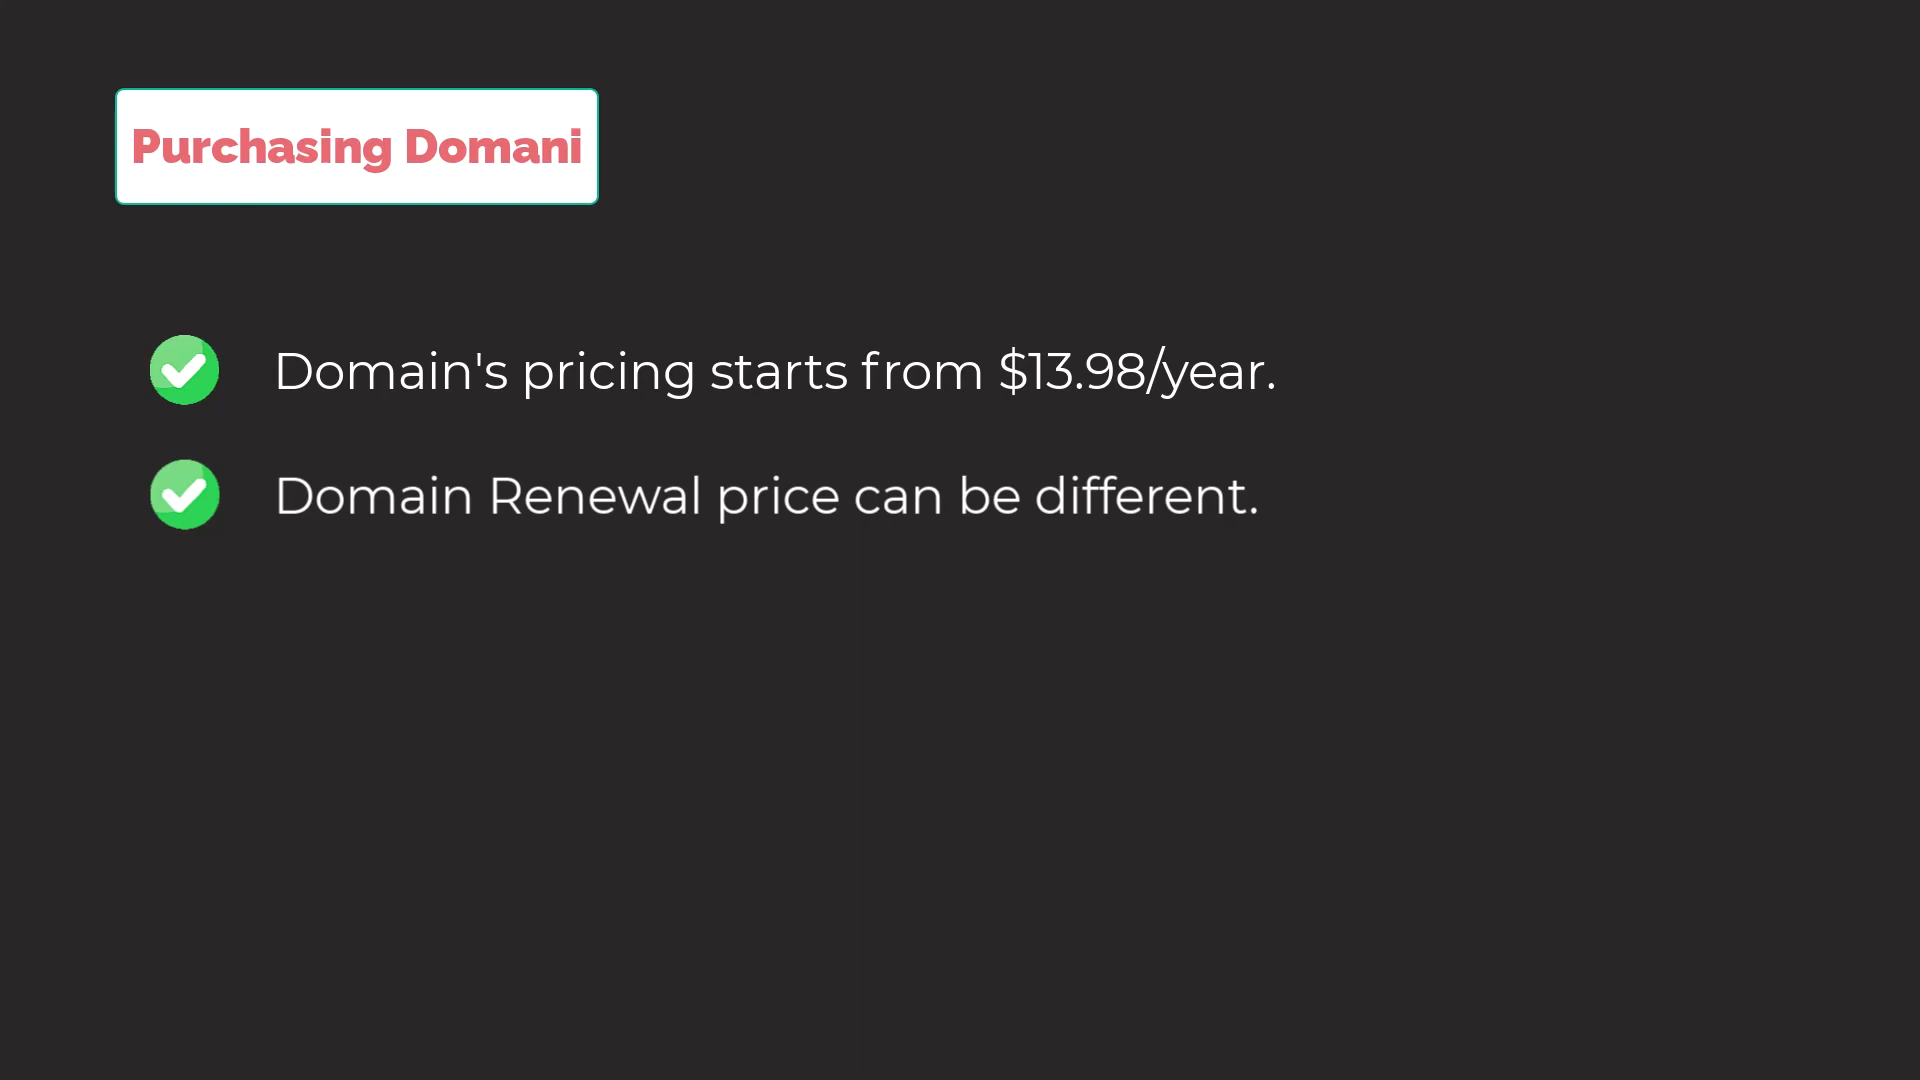 Purchasing Domani
Domain's pricing starts from $13.98/year.
Domain Renewal price can be different.